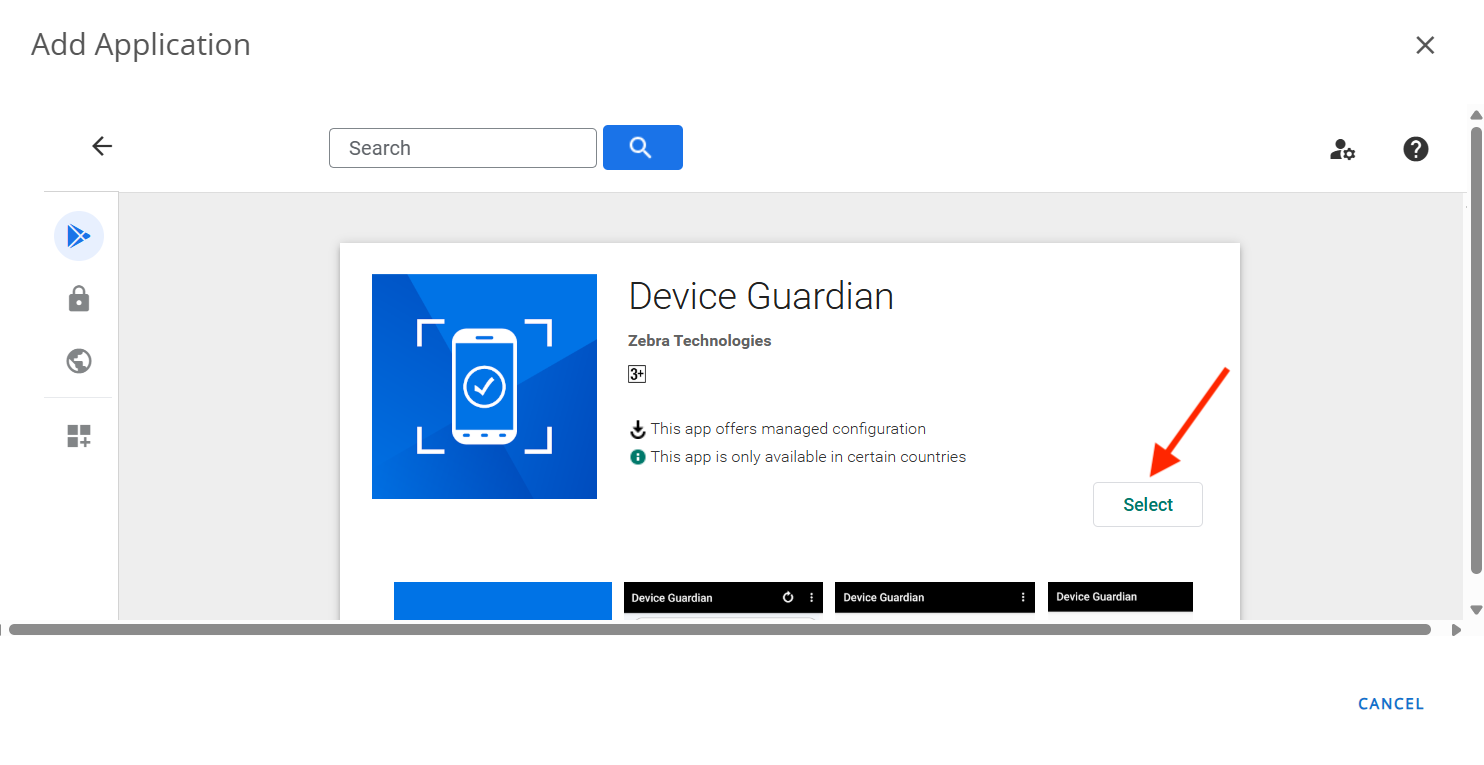 Add Application
Search
Device Guardian
Zebra Technologies
3+
This app offers managed configuration
This app is only available in certain countries
Select
Device Guardian
Device Guardian
Device Guardian
CANCEL